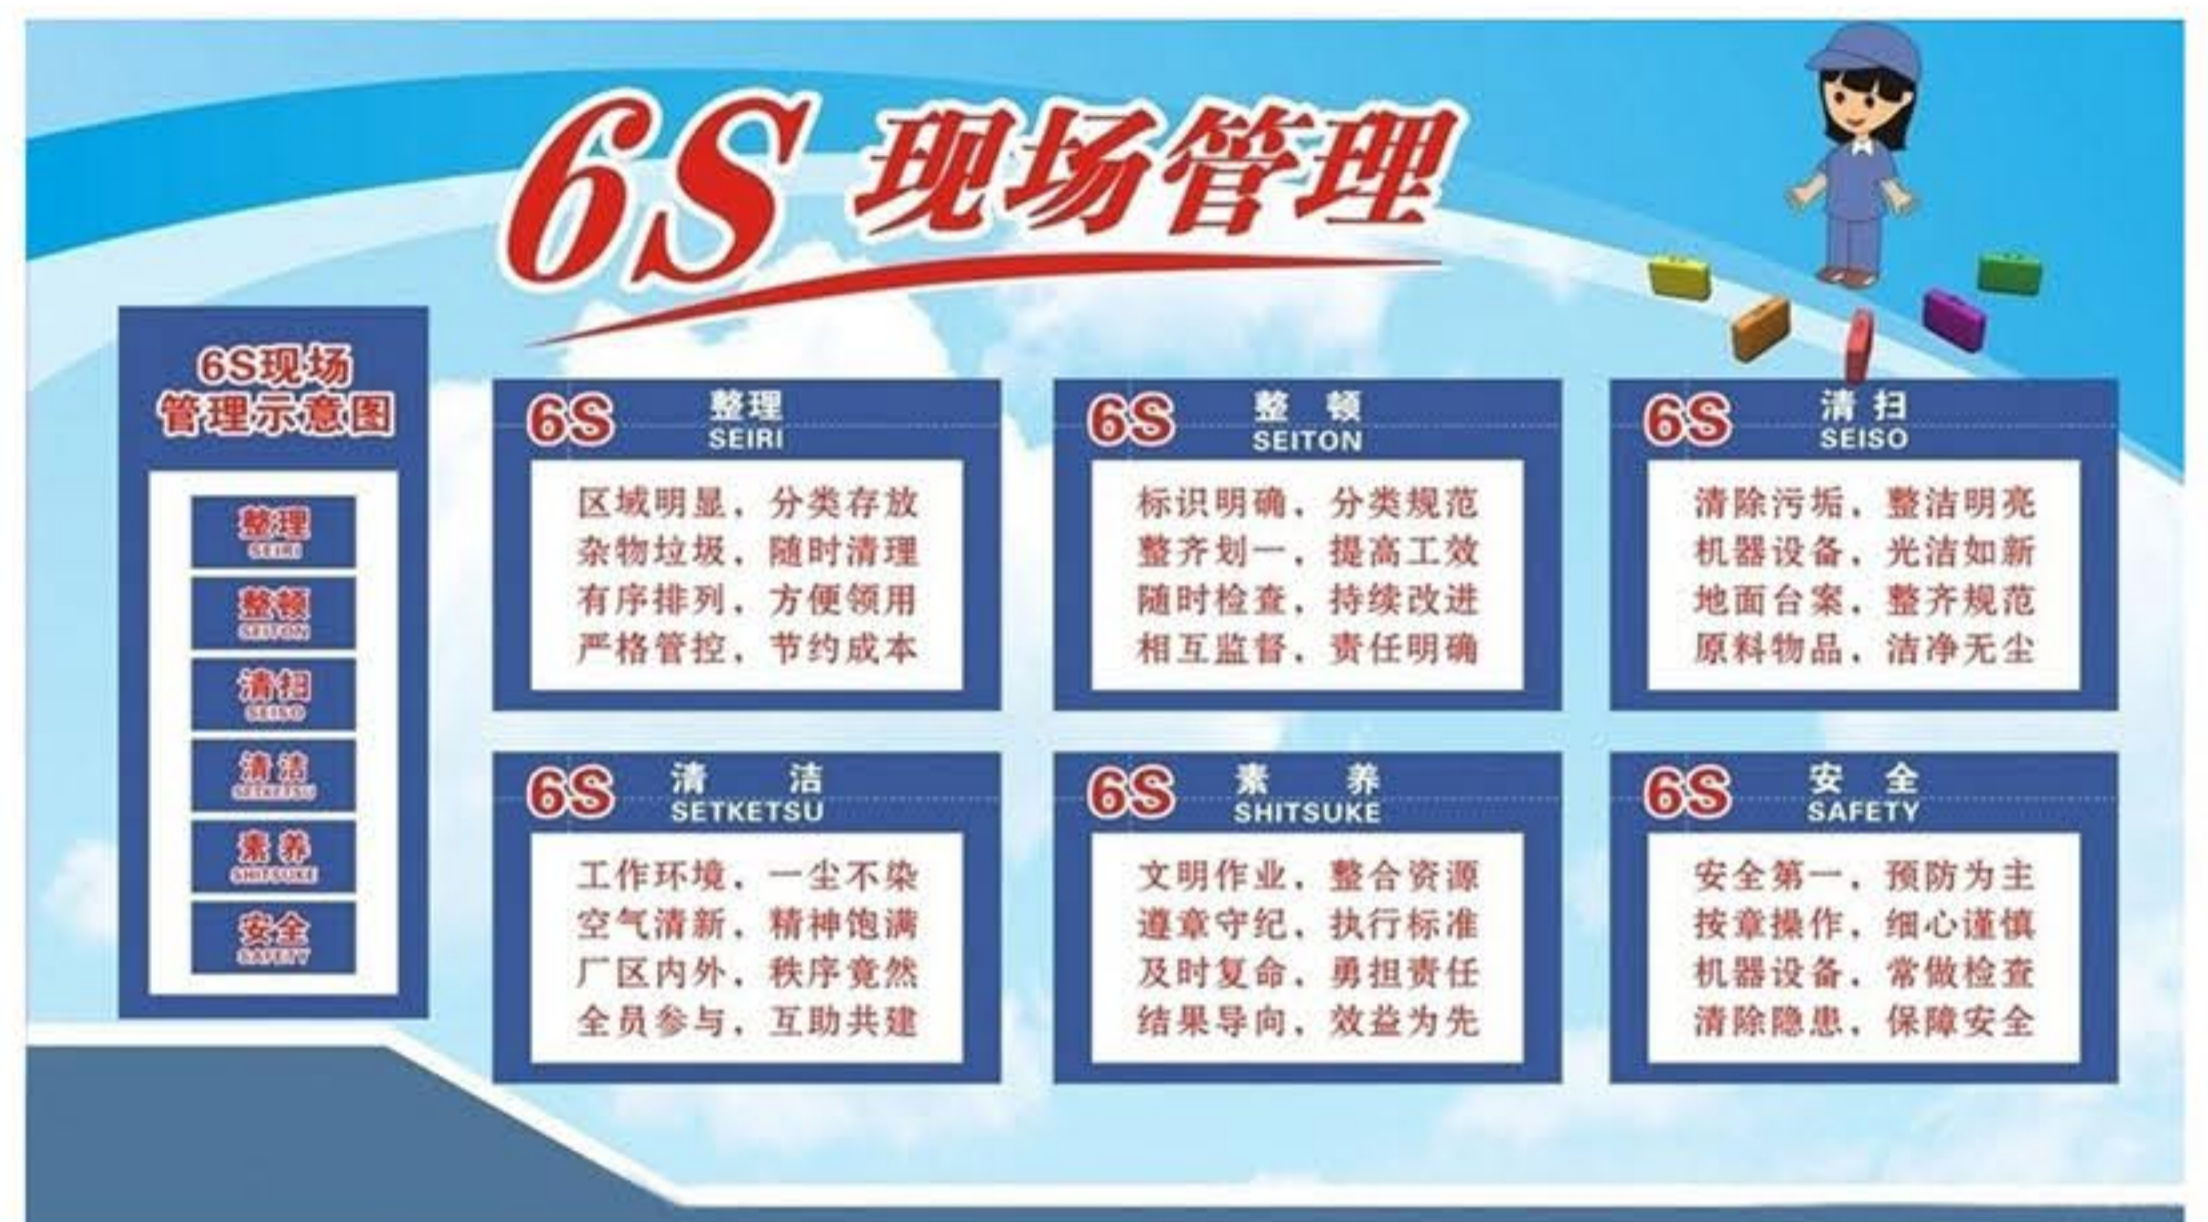 6S 现场管理
6S现场
管理示意图
整理
SEIRI
整顿
SEITON
清扫
SEISO
清洁
SETKETSU
素养
SHITSUKE
安全
SAFETY
6S 整理
SEIRI
区域明显，分类存放
杂物垃圾，随时清理
有序排列，方便领用
严格管控，节约成本
6S 整顿
SEITON
标识明确，分类规范
整齐划一，提高工效
随时检查，持续改进
相互监督，责任明确
6S 清扫
SEISO
清除污垢，整洁明亮
机器设备，光洁如新
地面台案，整齐规范
原料物品，洁净无尘
6S 清洁
SETKETSU
工作环境，一尘不染
空气清新，精神饱满
厂区内外，秩序竟然
全员参与，互助共建
6S 素养
SHITSUKE
文明作业，整合资源
遵章守纪，执行标准
及时复命，勇担责任
结果导向，效益为先
6S 安全
SAFETY
安全第一，预防为主
按章操作，细心谨慎
机器设备，常做检查
清除隐患，保障安全